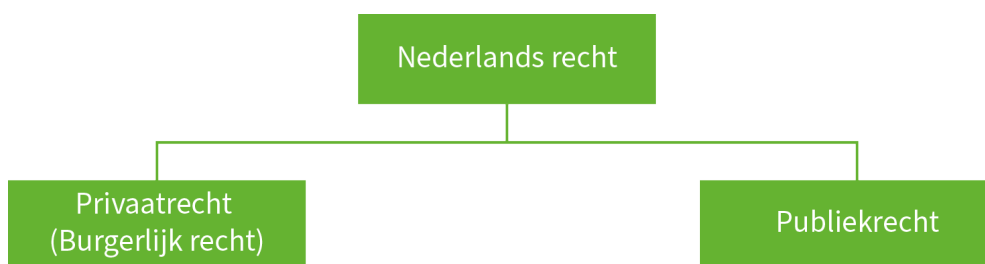 Nederlands recht
Privaatrecht
(Burgerlijk recht)
Publiekrecht